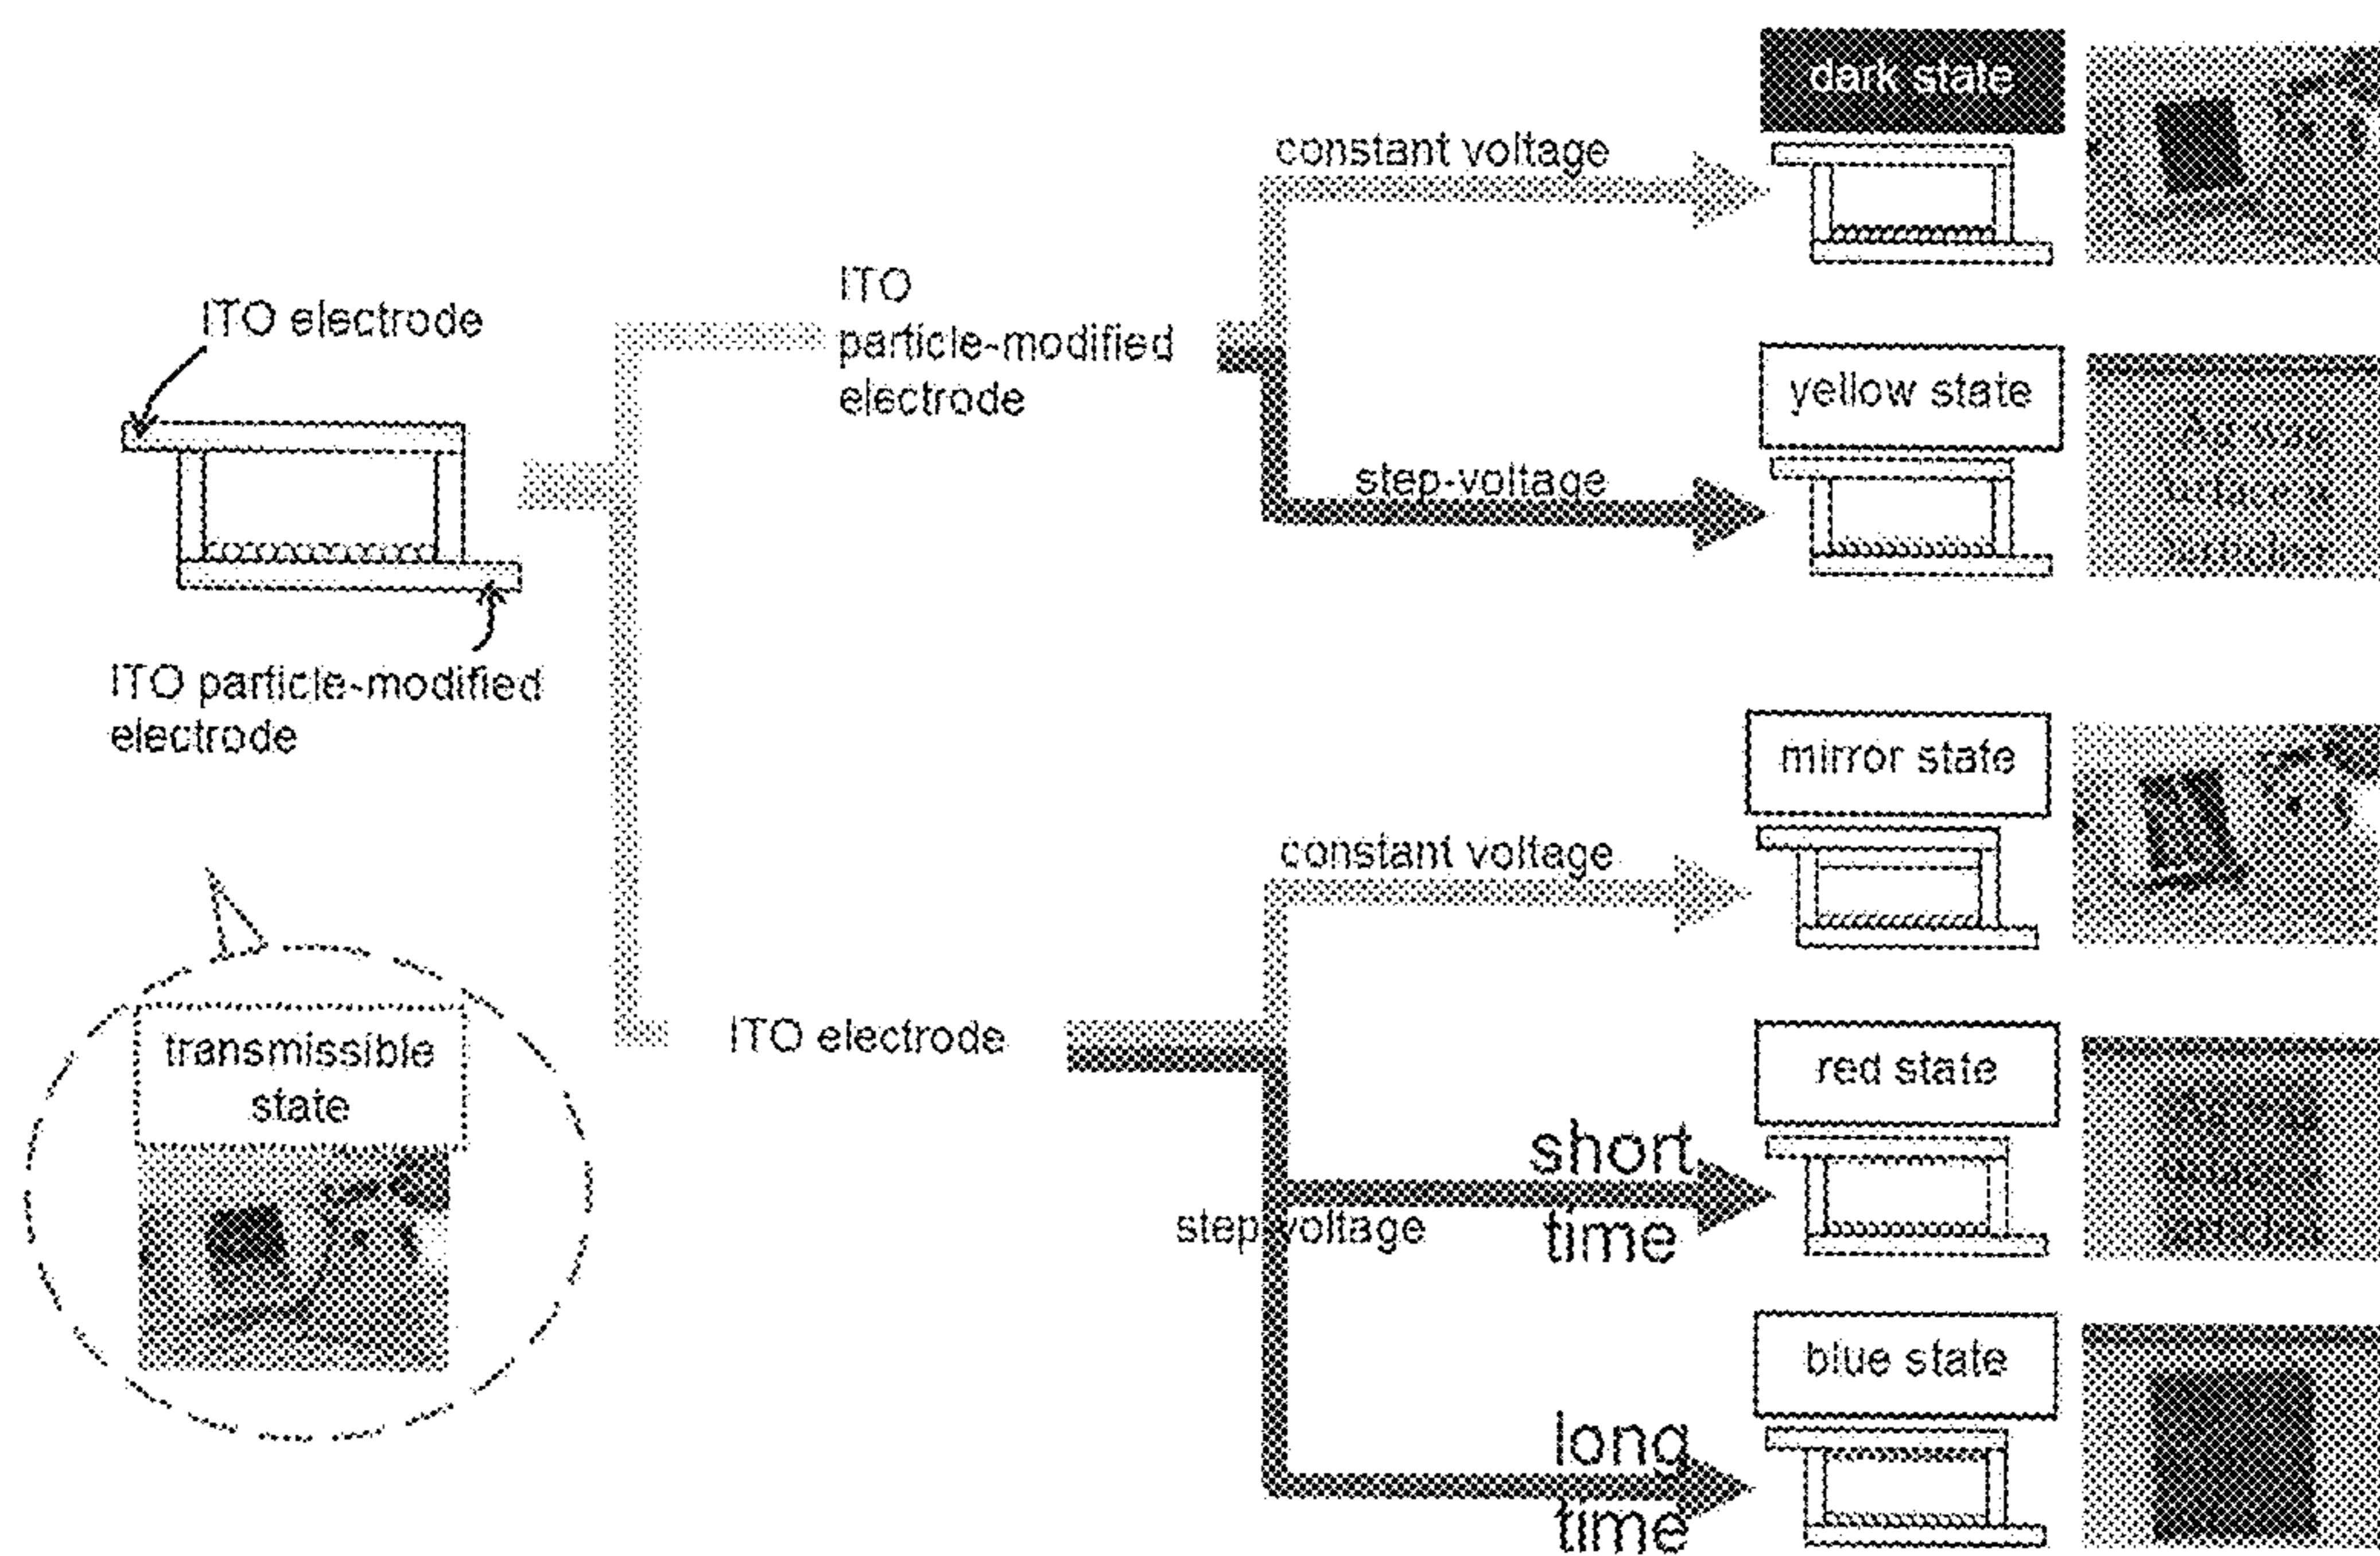 ITO electrode
ITO particle-modified
electrode
transmissible
state
ITO
particle-modified
electrode
ITO electrode
constant voltage
step-voltage
constant voltage
step-voltage
short
time
long
time
dark state
yellow state
mirror state
red state
blue state